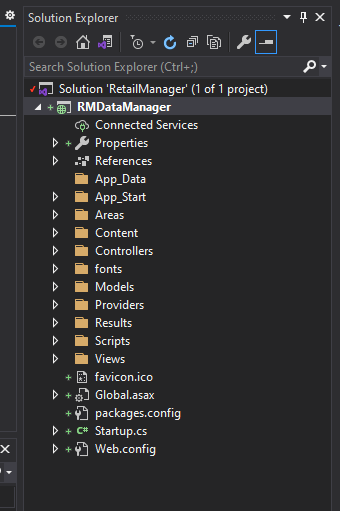 Solution Explorer
Search Solution Explorer (Ctrl+;)
Solution 'RetailManager' (1 of 1 project)
RMDataManager
Connected Services
Properties
References
App_Data
App_Start
Areas
Content
Controllers
fonts
Models
Providers
Results
Scripts
Views
favicon.ico
Global.asax
packages.config
C# Startup.cs
Web.config